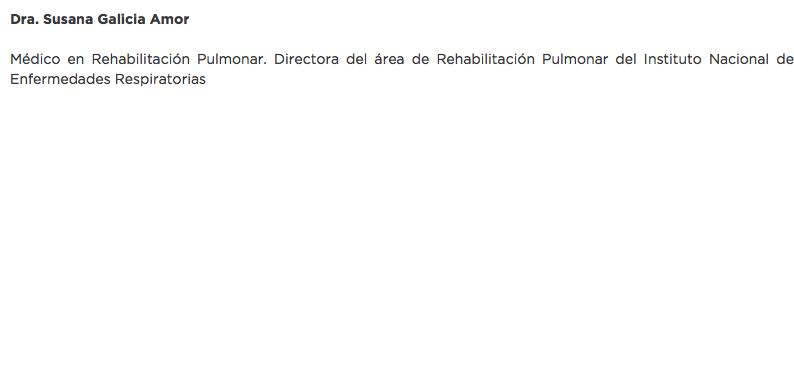 Dra. Susana Galicia Amor
Médico en Rehabilitación Pulmonar. Directora del área de Rehabilitación Pulmonar del Instituto Nacional de
Enfermedades Respiratorias